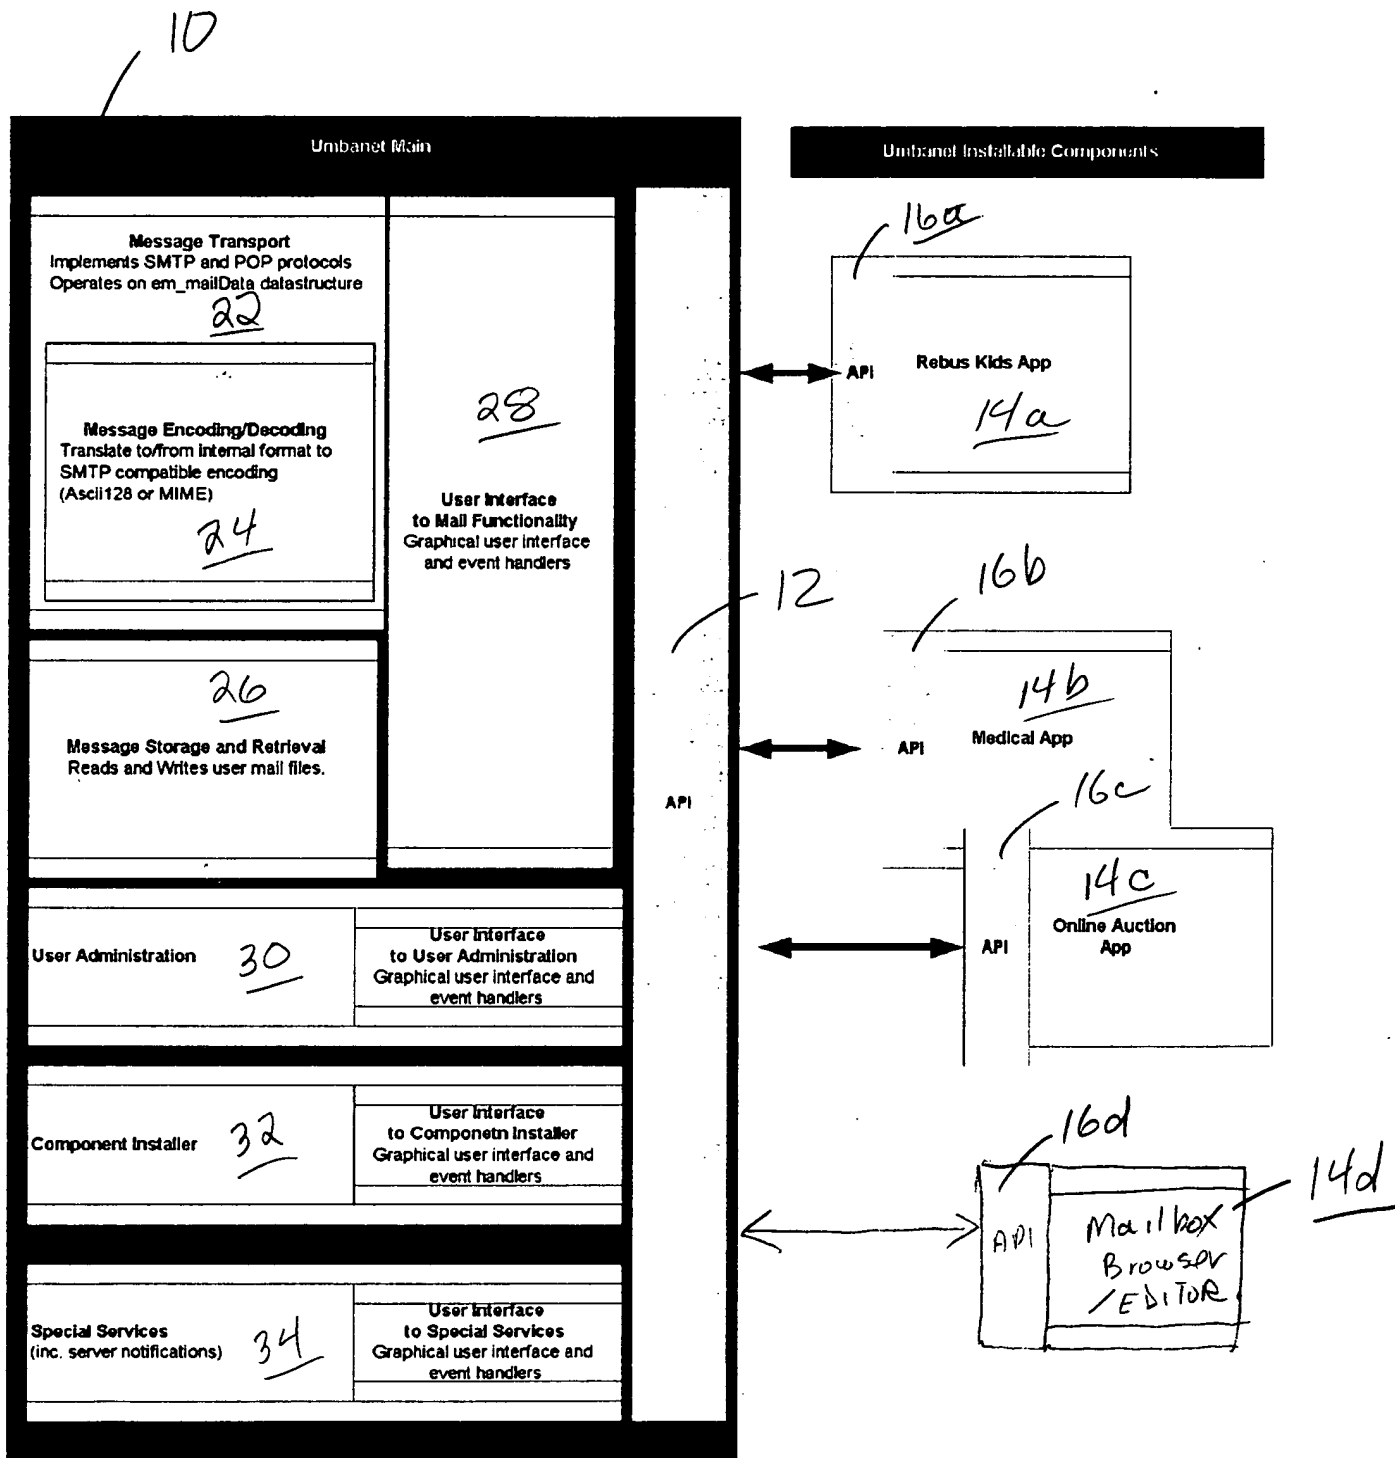 10
Umbanet Main
Umbanet Installable Components
Message Transport
Implements SMTP and POP protocols
Operates on em_mailData datastructure
22
Message Encoding/Decoding
Translate to/from internal format to
SMTP compatible encoding
(Ascii128 or MIME)
24
28
User Interface
to Mail Functionality
Graphical user interface
and event handlers
26
Message Storage and Retrieval
Reads and Writes user mail files.
12
API
User Administration
30
User Interface
to User Administration
Graphical user interface and
event handlers
Component Installer
32
User Interface
to Componetn Installer
Graphical user interface and
event handlers
Special Services
(inc. server notifications)
34
User Interface
to Special Services
Graphical user interface and
event handlers
16a
API
Rebus Kids App
14a
16b
14b
API
Medical App
16c
14c
API
Online Auction
App
16d
14d
API
Mailbox
Browser
/EDITOR